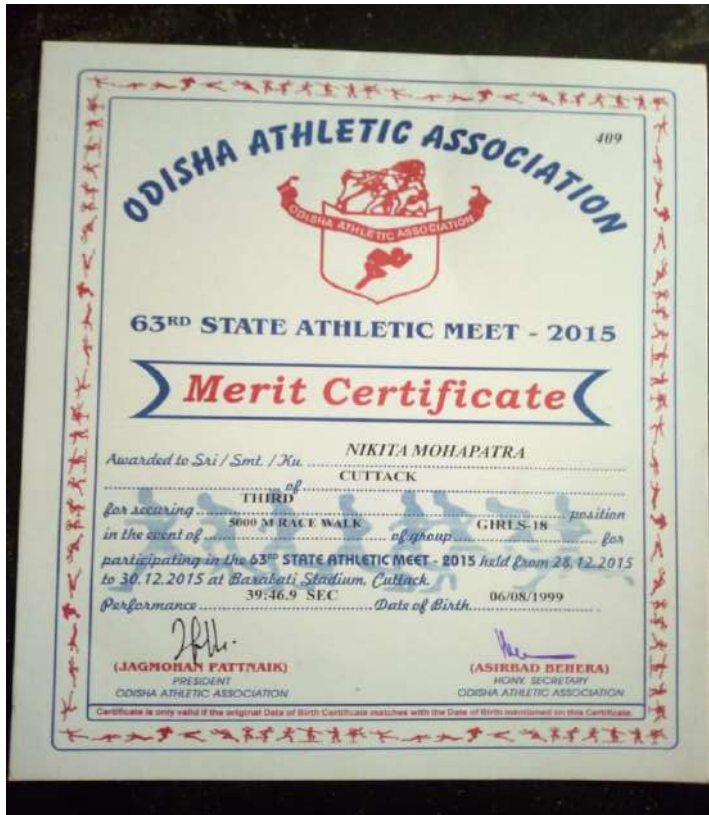 409
ODISHA ATHLETIC ASSOCIATION
ODISHA ATHLETIC ASSOCIATION
63RD STATE ATHLETIC MEET - 2015
Merit Certificate
Awarded to Sri / Smt. / Ku. NIKITA MOHAPATRA
of CUTTACK
for securing THIRD position
in the event of 5000 M RACE WALK of group GIRLS-18 for
participating in the 63RD STATE ATHLETIC MEET - 2015 held from 28.12.2015
to 30.12.2015 at Barabati Stadium, Cuttack.
Performance 39:46.9 SEC Date of Birth 06/08/1999
(JAGMOHAN PATTNAIK) (ASIRBAD BEHERA)
PRESIDENT HONY. SECRETARY
ODISHA ATHLETIC ASSOCIATION ODISHA ATHLETIC ASSOCIATION
Certificate is only valid if the original Date of Birth Certificate matches with the Date of Birth mentioned on this Certificate.